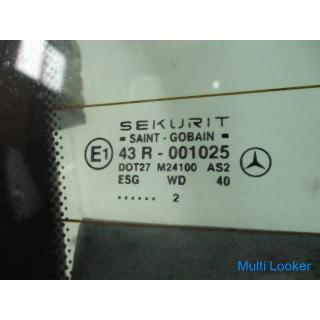 SEKURIT
SAINT - GOBAIN
E1 43 R - 001025
DOT27 M24100 AS2
ESG WD 40
...... 2
Multi Looker